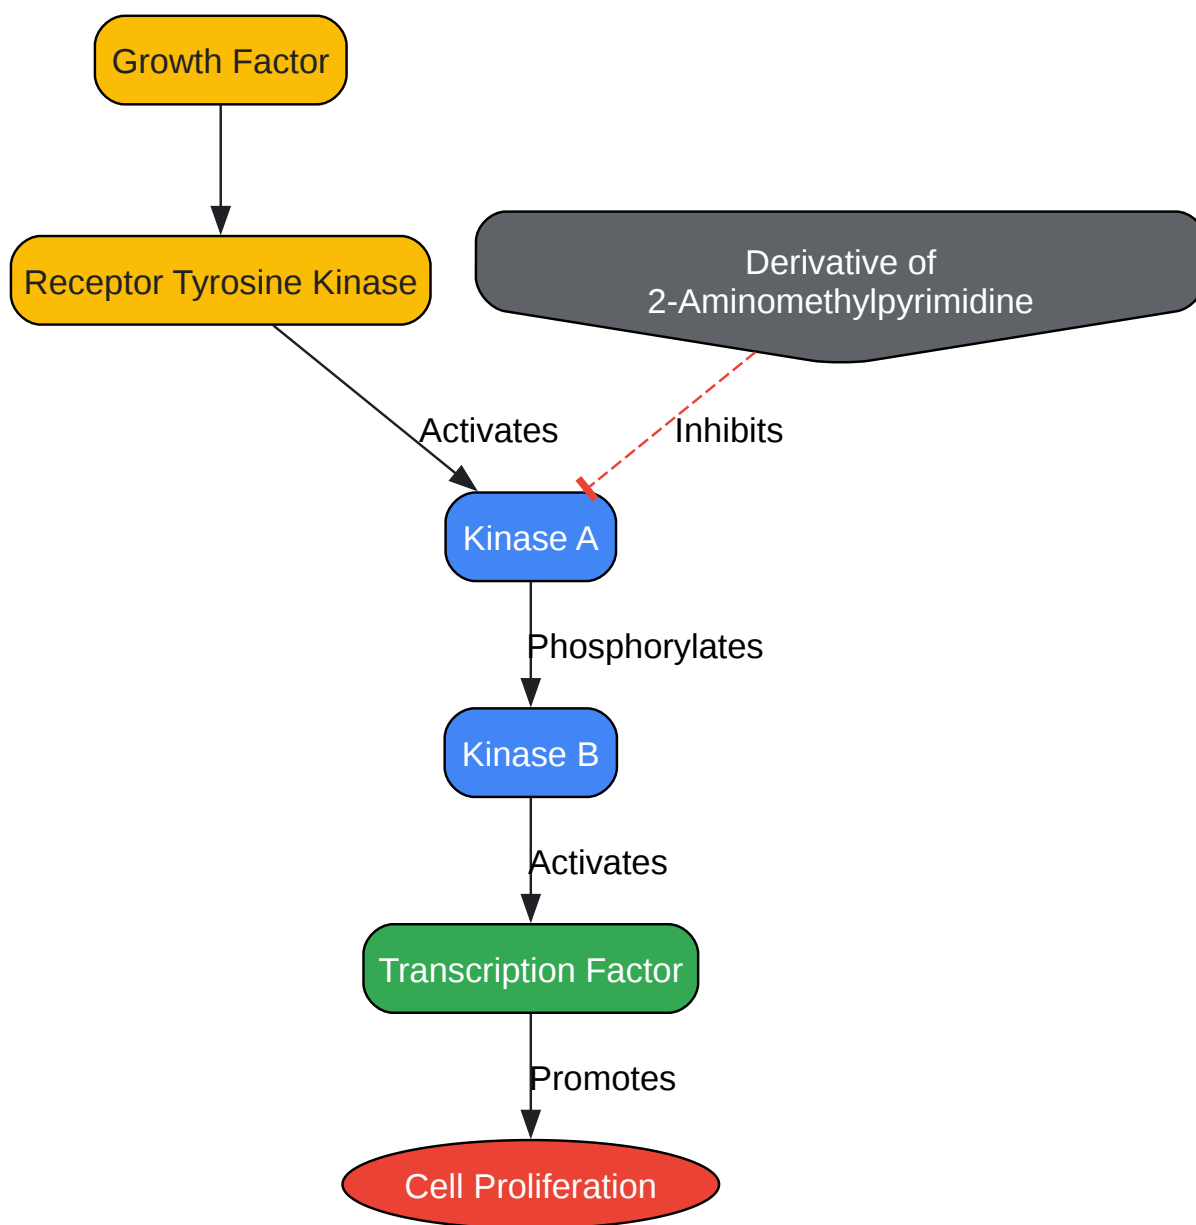 Growth Factor
Receptor Tyrosine Kinase
Derivative of
2-Aminomethylpyrimidine
Activates
Inhibits
Kinase A
Phosphorylates
Kinase B
Activates
Transcription Factor
Promotes
Cell Proliferation